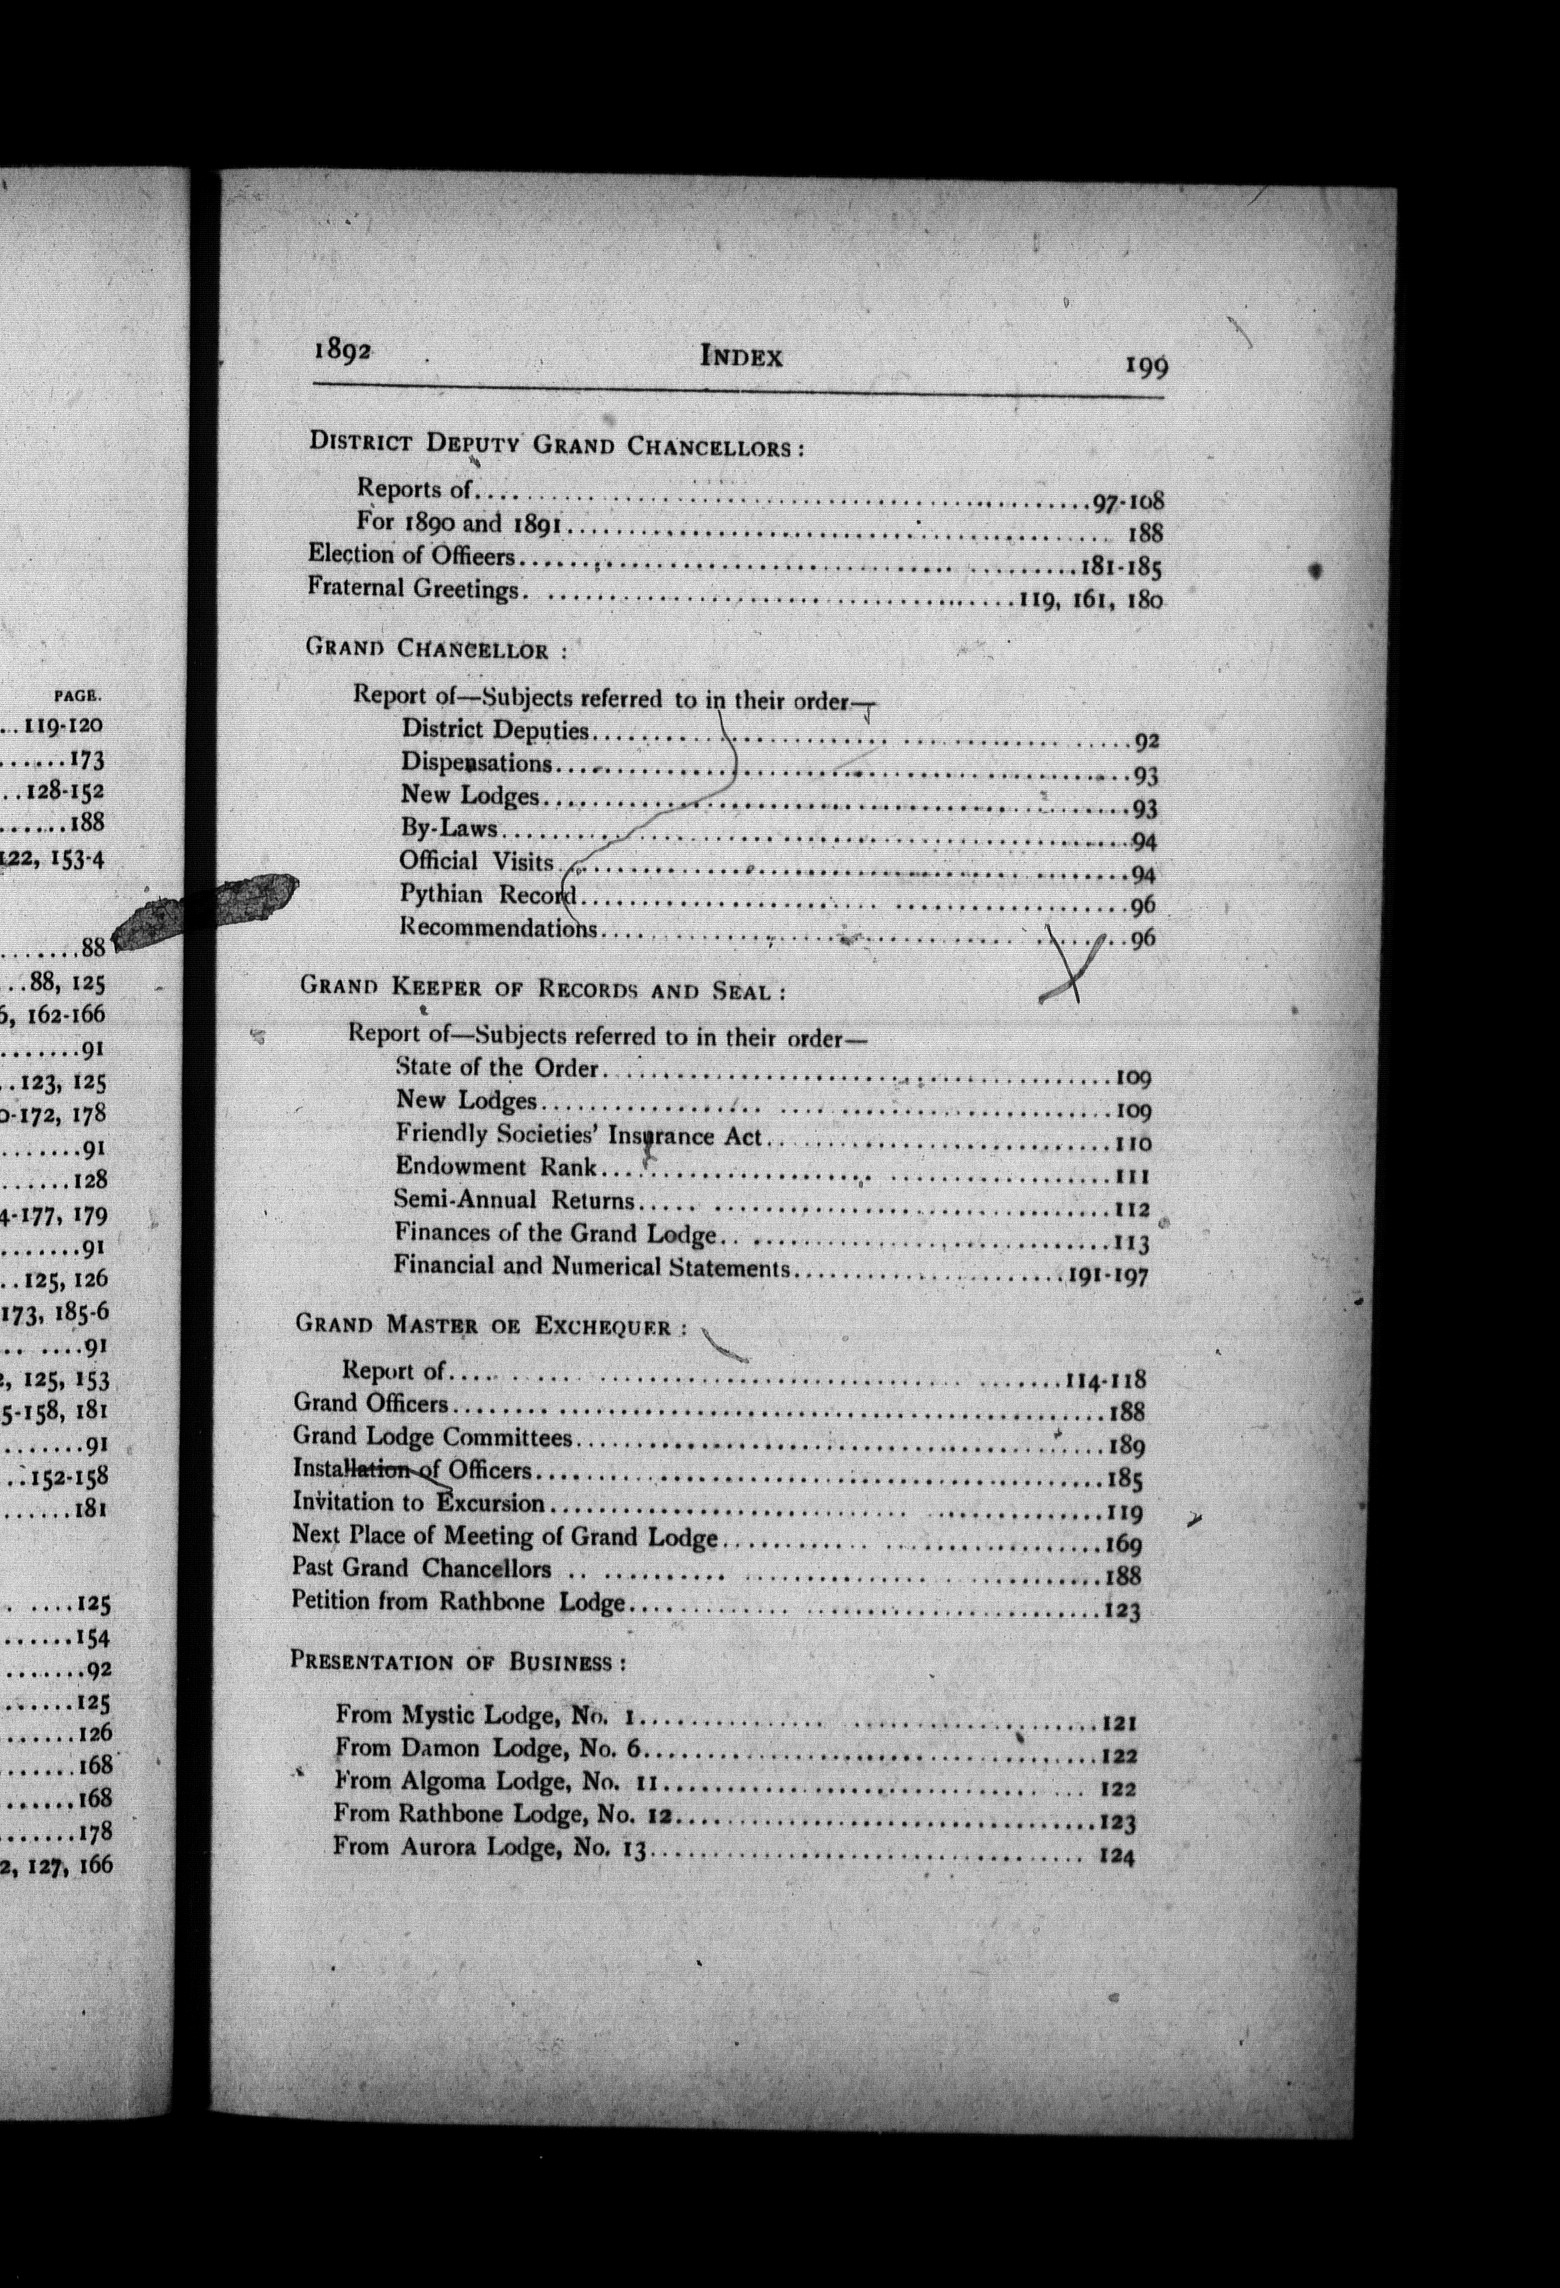 PAGE.
..119-120
......173
..128-152
......188
122, 153-4
.......88
..88, 125
6, 162-166
.......91
..123, 125
0-172, 178
.......91
......128
4-177, 179
.......91
..125, 126
173, 185-6
.. ....91
, 125, 153
5-158, 181
.......91
..152-158
......181
. ....125
......154
.......92
......125
......126
......168
......168
......178
2, 127, 166
1892 INDEX 199
DISTRICT DEPUTY GRAND CHANCELLORS :
Reports of....................97-108
For 1890 and 1891.................... 188
Election of Offieers....................181-185
Fraternal Greetings....................119, 161, 180
GRAND CHANCELLOR :
Report of—Subjects referred to in their order—
District Deputies....................92
Dispensations....................93
New Lodges....................93
By-Laws....................94
Official Visits....................94
Pythian Record....................96
Recommendations....................96
GRAND KEEPER OF RECORDS AND SEAL :
Report of—Subjects referred to in their order—
State of the Order....................109
New Lodges....................109
Friendly Societies' Insurance Act....................110
Endowment Rank....................111
Semi-Annual Returns....................112
Finances of the Grand Lodge....................113
Financial and Numerical Statements....................191-197
GRAND MASTER OE EXCHEQUER :
Report of....................114-118
Grand Officers....................188
Grand Lodge Committees....................189
Installation of Officers....................185
Invitation to Excursion....................119
Next Place of Meeting of Grand Lodge....................169
Past Grand Chancellors ....................188
Petition from Rathbone Lodge....................123
PRESENTATION OF BUSINESS :
From Mystic Lodge, No. 1....................121
From Damon Lodge, No. 6....................122
From Algoma Lodge, No. 11.................... 122
From Rathbone Lodge, No. 12....................123
From Aurora Lodge, No. 13.................... 124